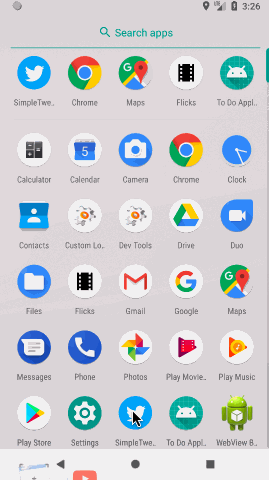 3:26
Search apps
SimpleTwe.. Chrome Maps Flicks To Do Appl..
Calculator Calendar Camera Chrome Clock
5
Contacts Custom Lo.. Dev Tools Drive Duo
Files Flicks Gmail Google Maps
Messages Phone Photos Play Movie.. Play Music
Play Store Settings SimpleTwe.. To Do Appl.. WebView B..